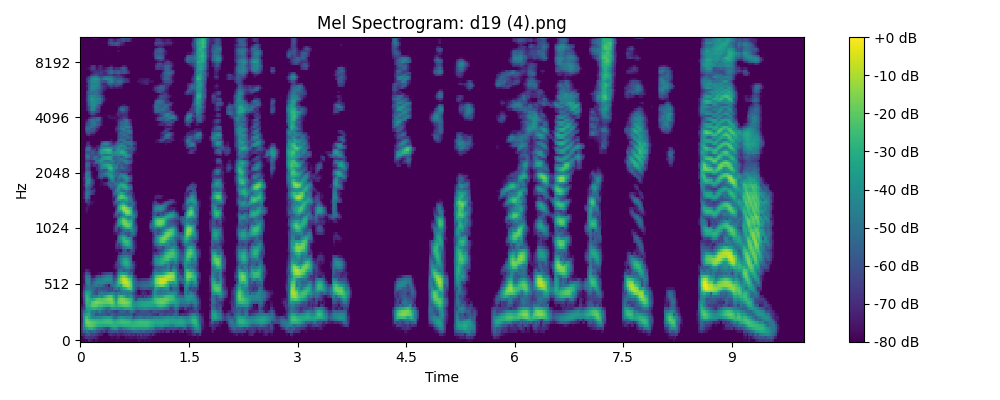 Mel Spectrogram: d19 (4).png
Hz
8192
4096
2048
1024
512
0
0 1.5 3 4.5 6 7.5 9
Time
+0 dB
-10 dB
-20 dB
-30 dB
-40 dB
-50 dB
-60 dB
-70 dB
-80 dB